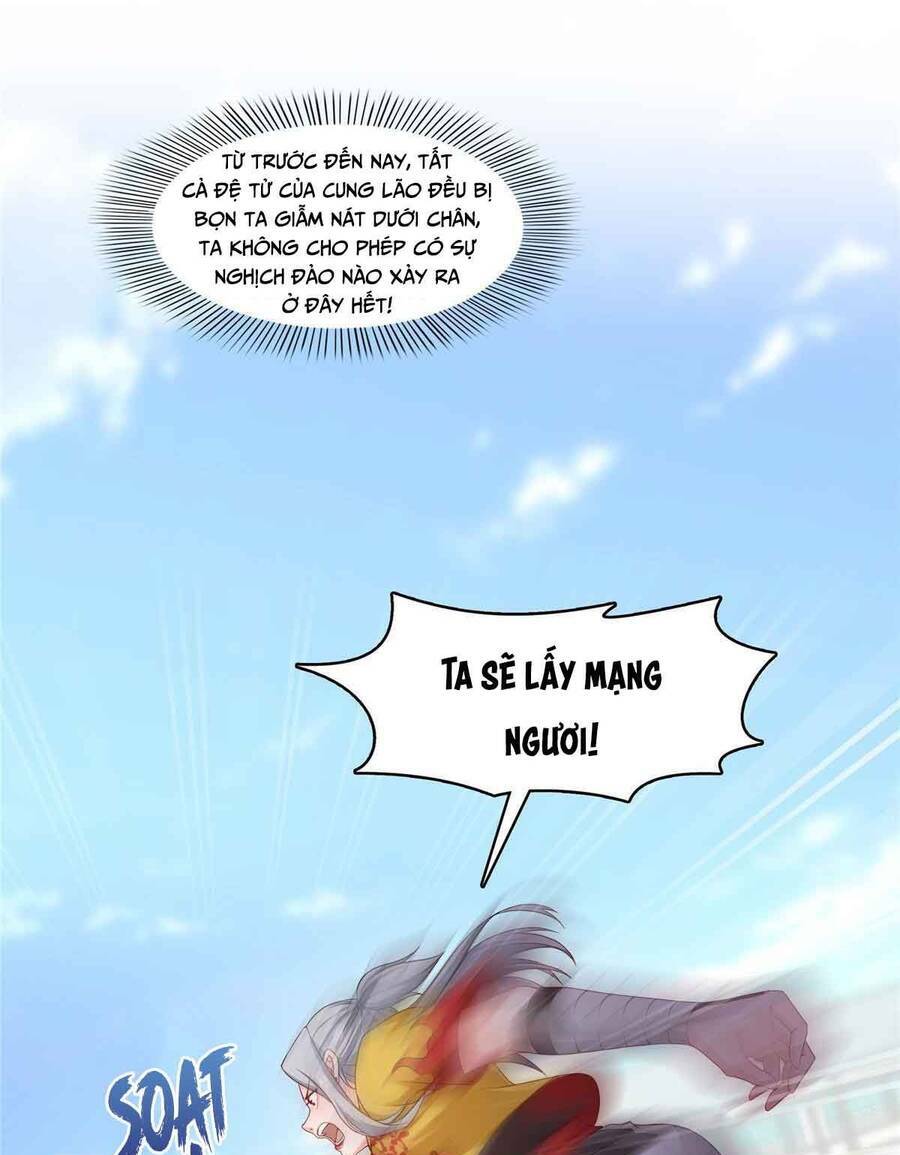 TỪ TRƯỚC ĐẾN NAY, TẤT
CẢ ĐỆ TỬ CỦA CUNG LÃO ĐỀU BỊ
BỌN TA GIẪM NÁT DƯỚI CHÂN,
TA KHÔNG CHO PHÉP CÓ SỰ
NGHỊCH ĐẢO NÀO XẢY RA
Ở ĐÂY HẾT!
TA SẼ LẤY MẠNG
NGƯƠI!
SOAT